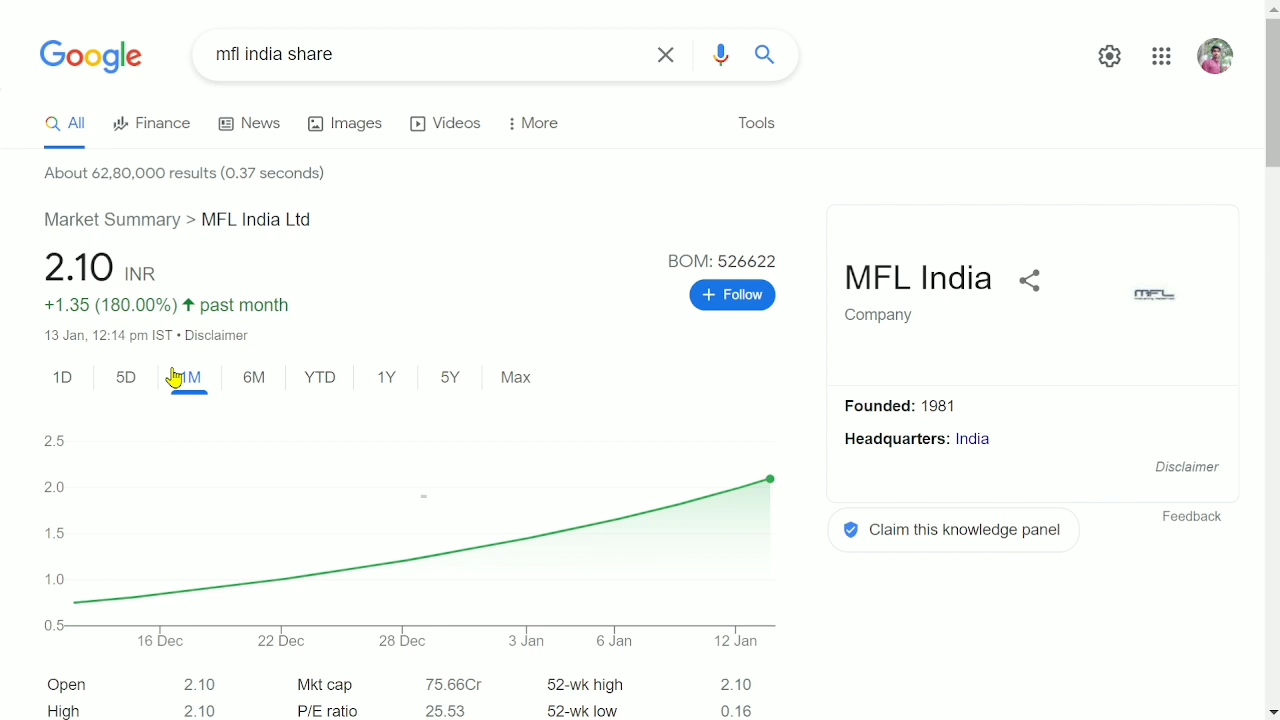 Google
mfl india share
All Finance News Images Videos More Tools
About 62,80,000 results (0.37 seconds)
Market Summary > MFL India Ltd
2.10 INR
BOM: 526622
+ Follow
+1.35 (180.00%) past month
13 Jan, 12:14 pm IST • Disclaimer
1D 5D 1M 6M YTD 1Y 5Y Max
2.5
2.0
1.5
1.0
0.5
16 Dec 22 Dec 28 Dec 3 Jan 6 Jan 12 Jan
Open 2.10 Mkt cap 75.66Cr 52-wk high 2.10
High 2.10 P/E ratio 25.53 52-wk low 0.16
MFL India
MFL
Company
Founded: 1981
Headquarters: India
Disclaimer
Feedback
Claim this knowledge panel